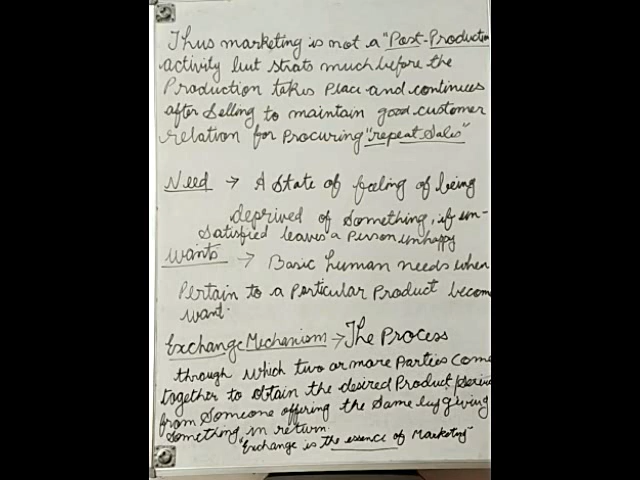 Thus marketing is not a "Post-Production
activity but strats much before the
Production takes Place and continues
after Selling to maintain good customer
relation for Procuring "repeat Sales"
Need → A State of feeling of being
deprived of Something, if un-
satisfied leaves a Person unhappy
wants → Basic human needs when
Pertain to a Particular Product become
want.
Exchange Mechanism → The Process
through which two or more Parties come
together to obtain the desired Product/Service
from Someone offering the Same by giving
Something in return.
"Exchange is the essence of Marketing"